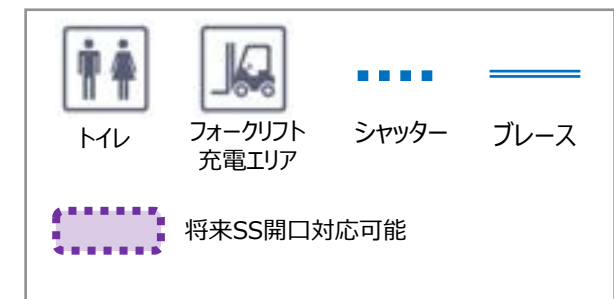 トイレ
フォークリフト
充電エリア
シャッター
ブレース
将来SS開口対応可能